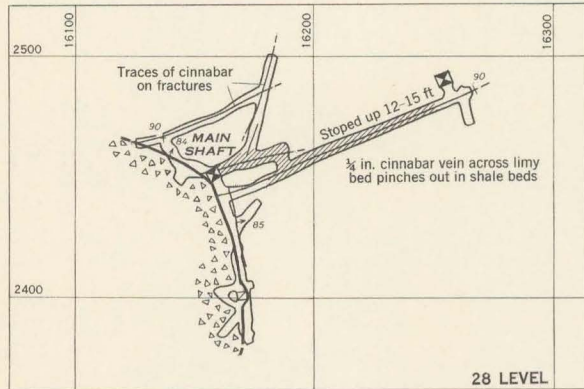 16100
16200
16300
2500
Traces of cinnabar
on fractures
90
Stoped up 12-15 ft
90
84
MAIN
SHAFT
¼ in. cinnabar vein across limy
bed pinches out in shale beds
85
2400
28 LEVEL